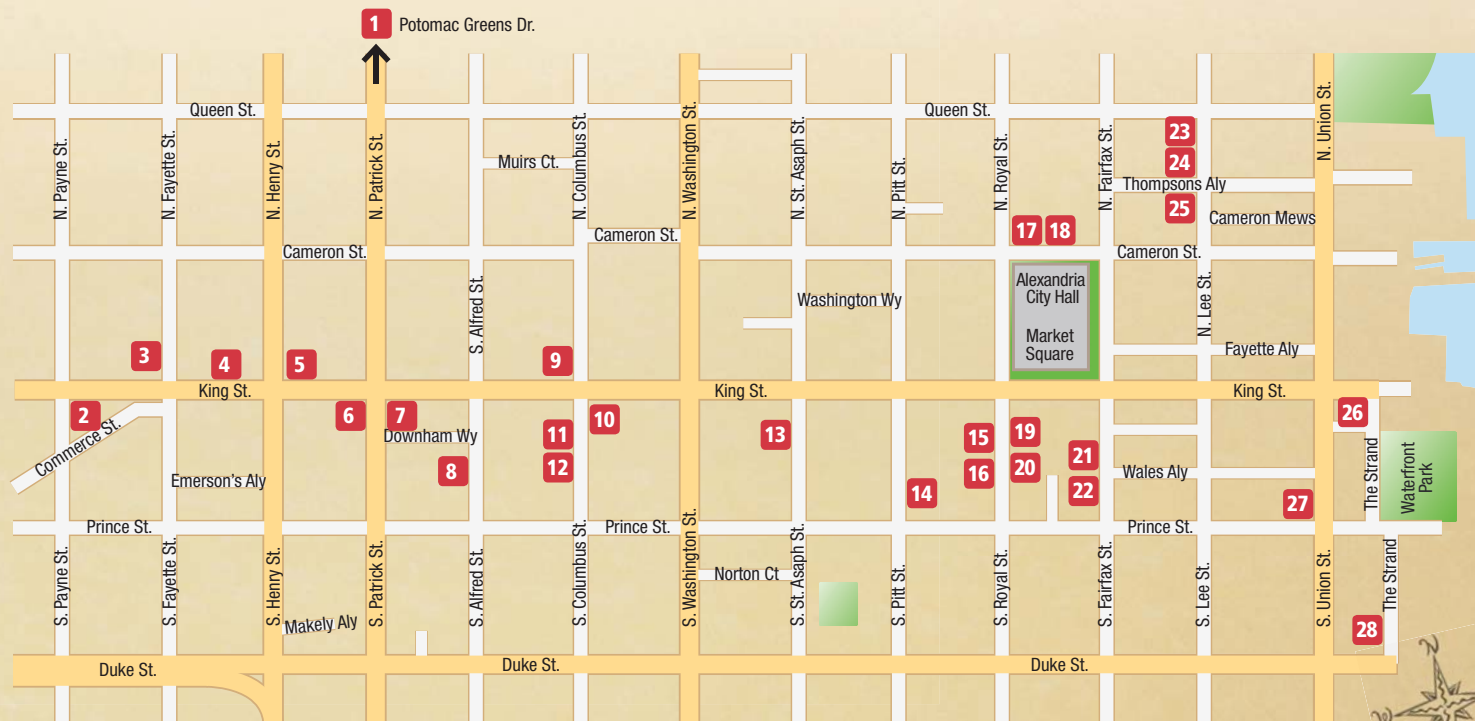 1 Potomac Greens Dr.
Queen St.
Queen St.
N. Payne St.
N. Fayette St.
N. Henry St.
N. Patrick St.
Muirs Ct.
N. Columbus St.
N. Washington St.
N. St. Asaph St.
N. Pitt St.
N. Royal St.
N. Fairfax St.
N. Union St.
23
24
Thompsons Aly
25
Cameron Mews
17 18
Cameron St.
Cameron St.
Cameron St.
S. Alfred St.
Washington Wy
Alexandria
City Hall
Market
Square
N. Lee St.
Fayette Aly
3
4
5
9
King St.
King St.
King St.
2
Commerce St.
6
7
Downham Wy
8
Emerson's Aly
10
11
12
13
14
15
16
19
20
21
22
Wales Aly
26
27
The Strand
Waterfront
Park
Prince St.
Prince St.
Prince St.
S. Payne St.
S. Fayette St.
S. Henry St.
S. Patrick St.
S. Alfred St.
S. Columbus St.
S. Washington St.
Norton Ct
S. St. Asaph St.
S. Pitt St.
S. Royal St.
S. Fairfax St.
S. Lee St.
S. Union St.
The Strand
Makely Aly
28
Duke St.
Duke St.
Duke St.
N
W